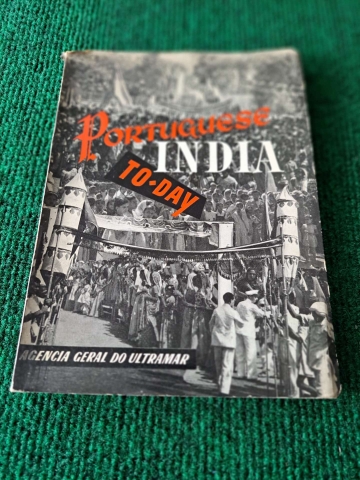 PORTUGUESE
INDIA
TO-DAY
AGENCIA GERAL DO ULTRAMAR